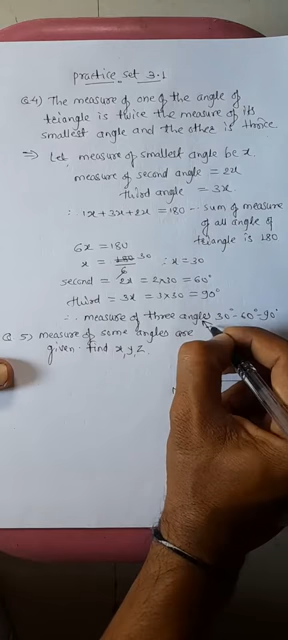 practice set 3.1
Q.4) The measure of one of the angle of
triangle is twice the measure of its
smallest angle and the other is thrice.
⇒ Let, measure of smallest angle be x.
measure of second angle = 2x
third angle = 3x
∴ 1x + 3x + 2x = 180 -- sum of measure
of all angle of
triangle is 180
6x = 180
x = 180 30 ∴ x = 30
6
second = 2x = 2×30 = 60°
third = 3x = 3×30 = 90°
∴ measure of three angles 30°-60°-90°
Q 5) measure of some angles are
given. find x, y, z.